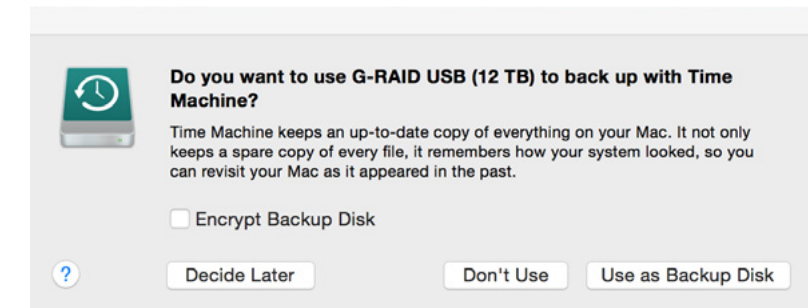 Do you want to use G-RAID USB (12 TB) to back up with Time
Machine?
Time Machine keeps an up-to-date copy of everything on your Mac. It not only
keeps a spare copy of every file, it remembers how your system looked, so you
can revisit your Mac as it appeared in the past.
Encrypt Backup Disk
? Decide Later Don't Use Use as Backup Disk